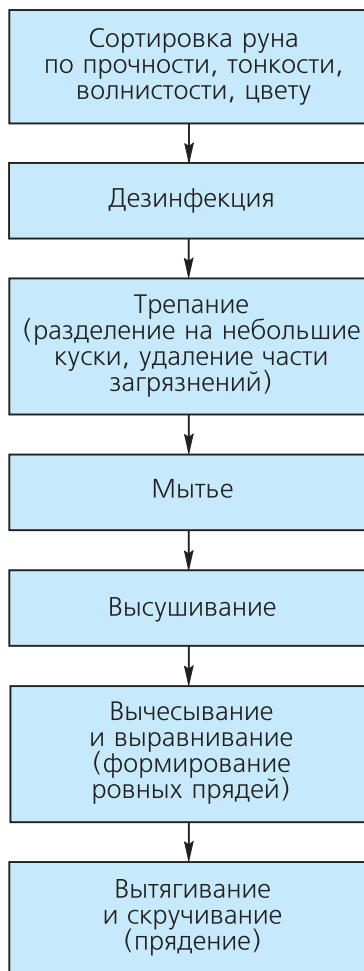 Сортировка руна
по прочности, тонкости,
волнистости, цвету
Дезинфекция
Трепание
(разделение на небольшие
куски, удаление части
загрязнений)
Мытье
Высушивание
Вычесывание
и выравнивание
(формирование
ровных прядей)
Вытягивание
и скручивание
(прядение)